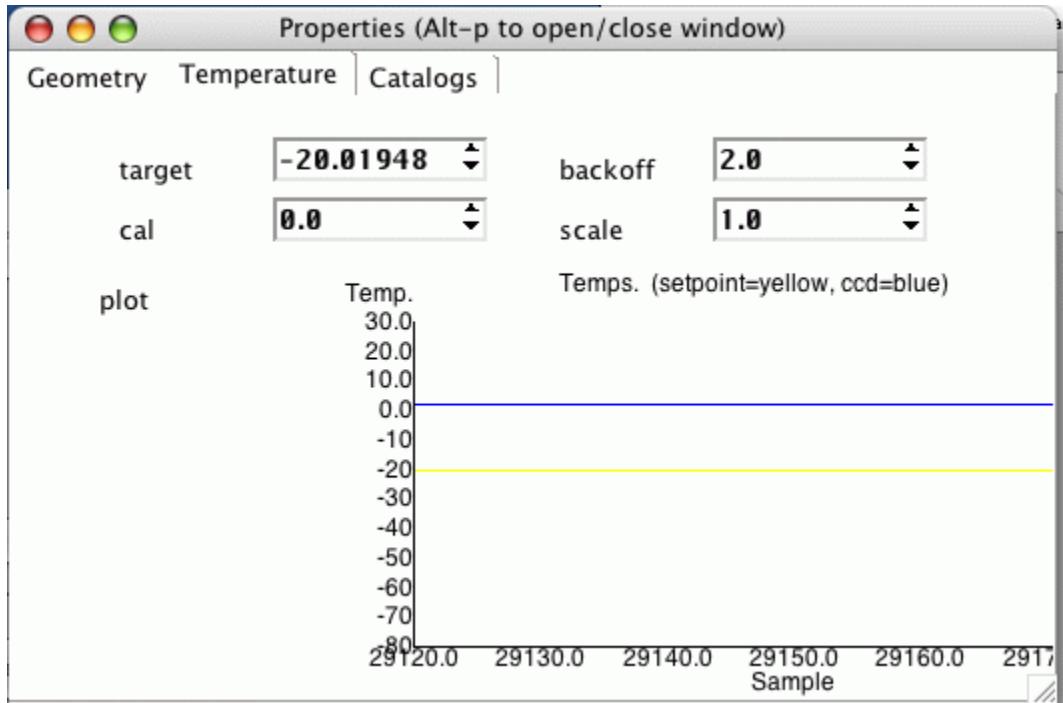 Properties (Alt-p to open/close window)
Geometry Temperature Catalogs
target -20.01948 backoff 2.0
cal 0.0 scale 1.0
plot
Temps. (setpoint=yellow, ccd=blue)
Temp.
30.0
20.0
10.0
0.0
-10
-20
-30
-40
-50
-60
-70
-80
29120.0 29130.0 29140.0 29150.0 29160.0 2917
Sample